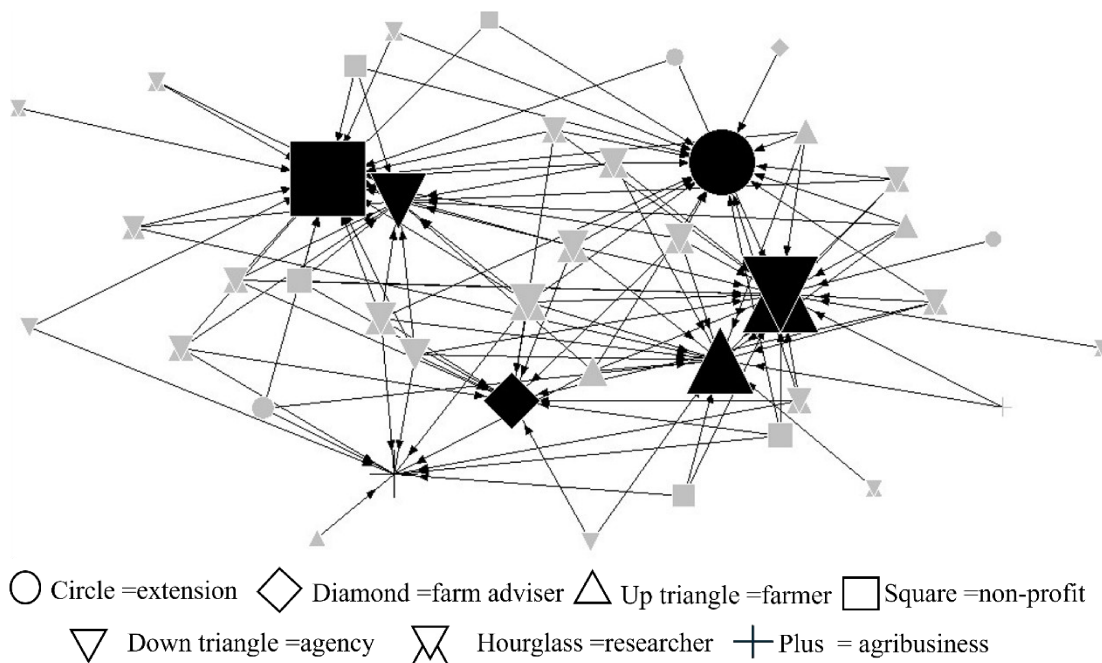 Circle =extension Diamond =farm adviser Up triangle =farmer Square =non-profit
Down triangle =agency Hourglass =researcher Plus = agribusiness